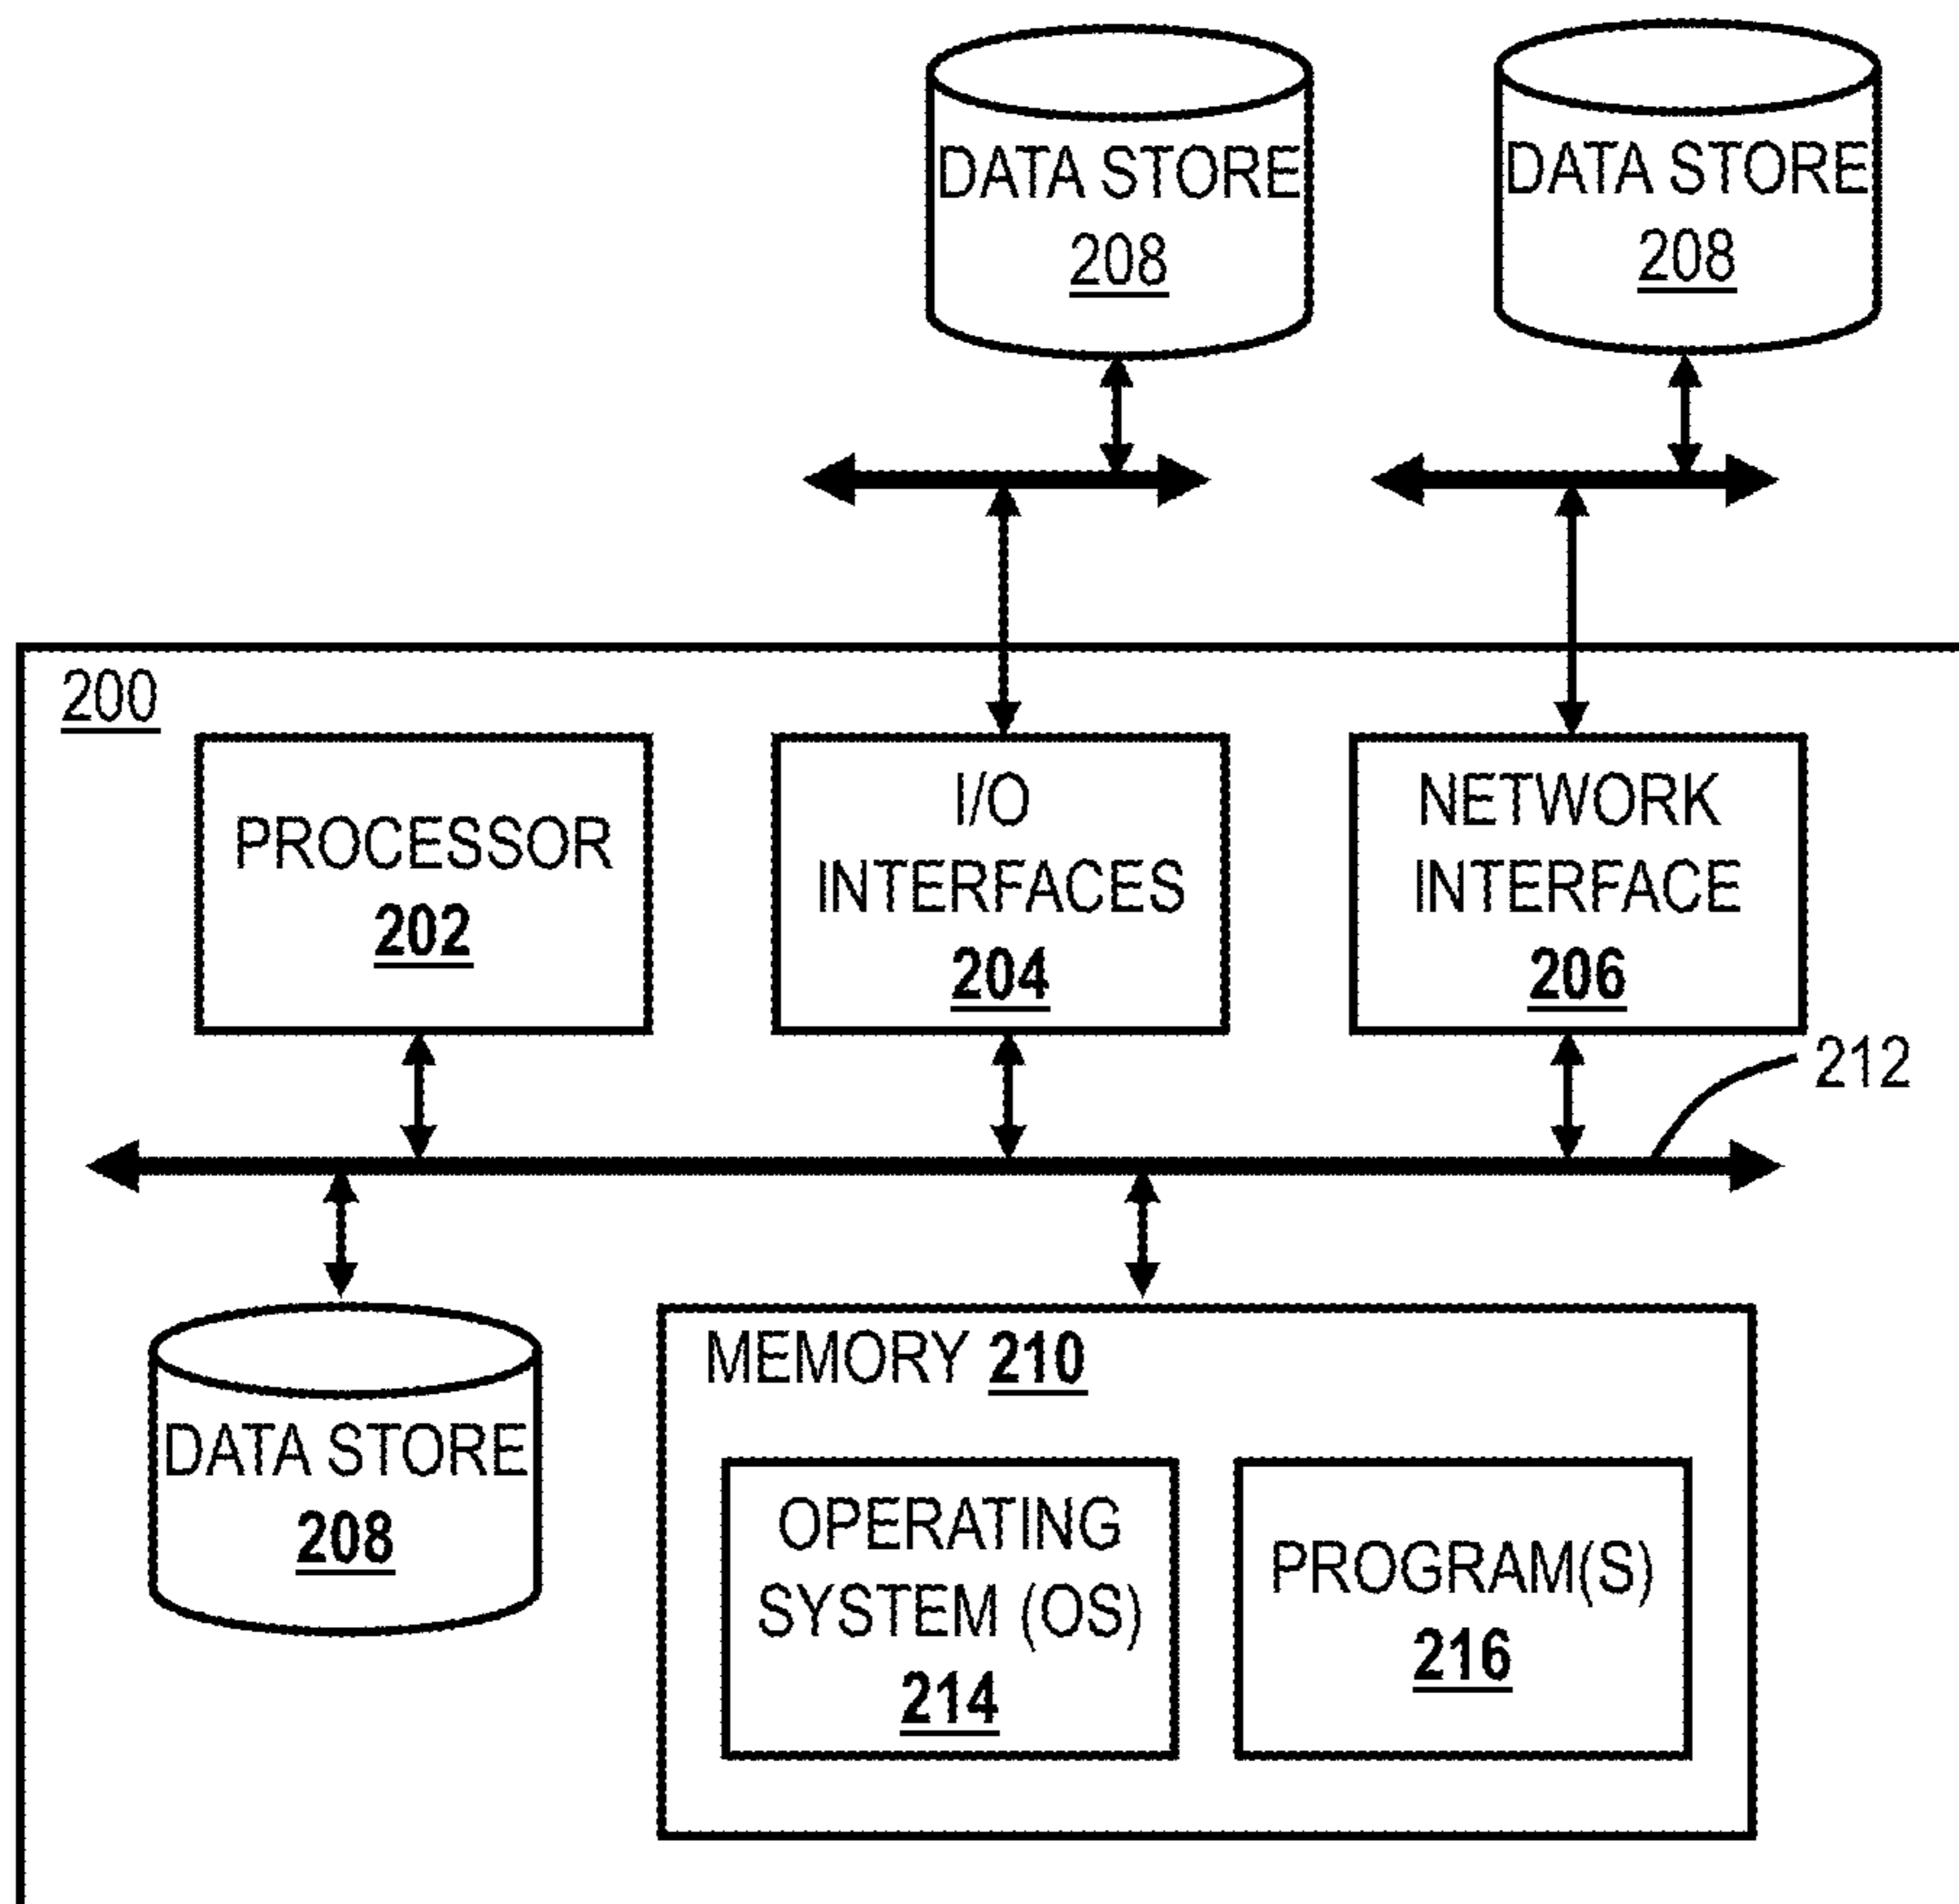 DATA STORE
208
DATA STORE
208
200
PROCESSOR
202
I/O
INTERFACES
204
NETWORK
INTERFACE
206
212
DATA STORE
208
MEMORY 210
OPERATING
SYSTEM (OS)
214
PROGRAM(S)
216